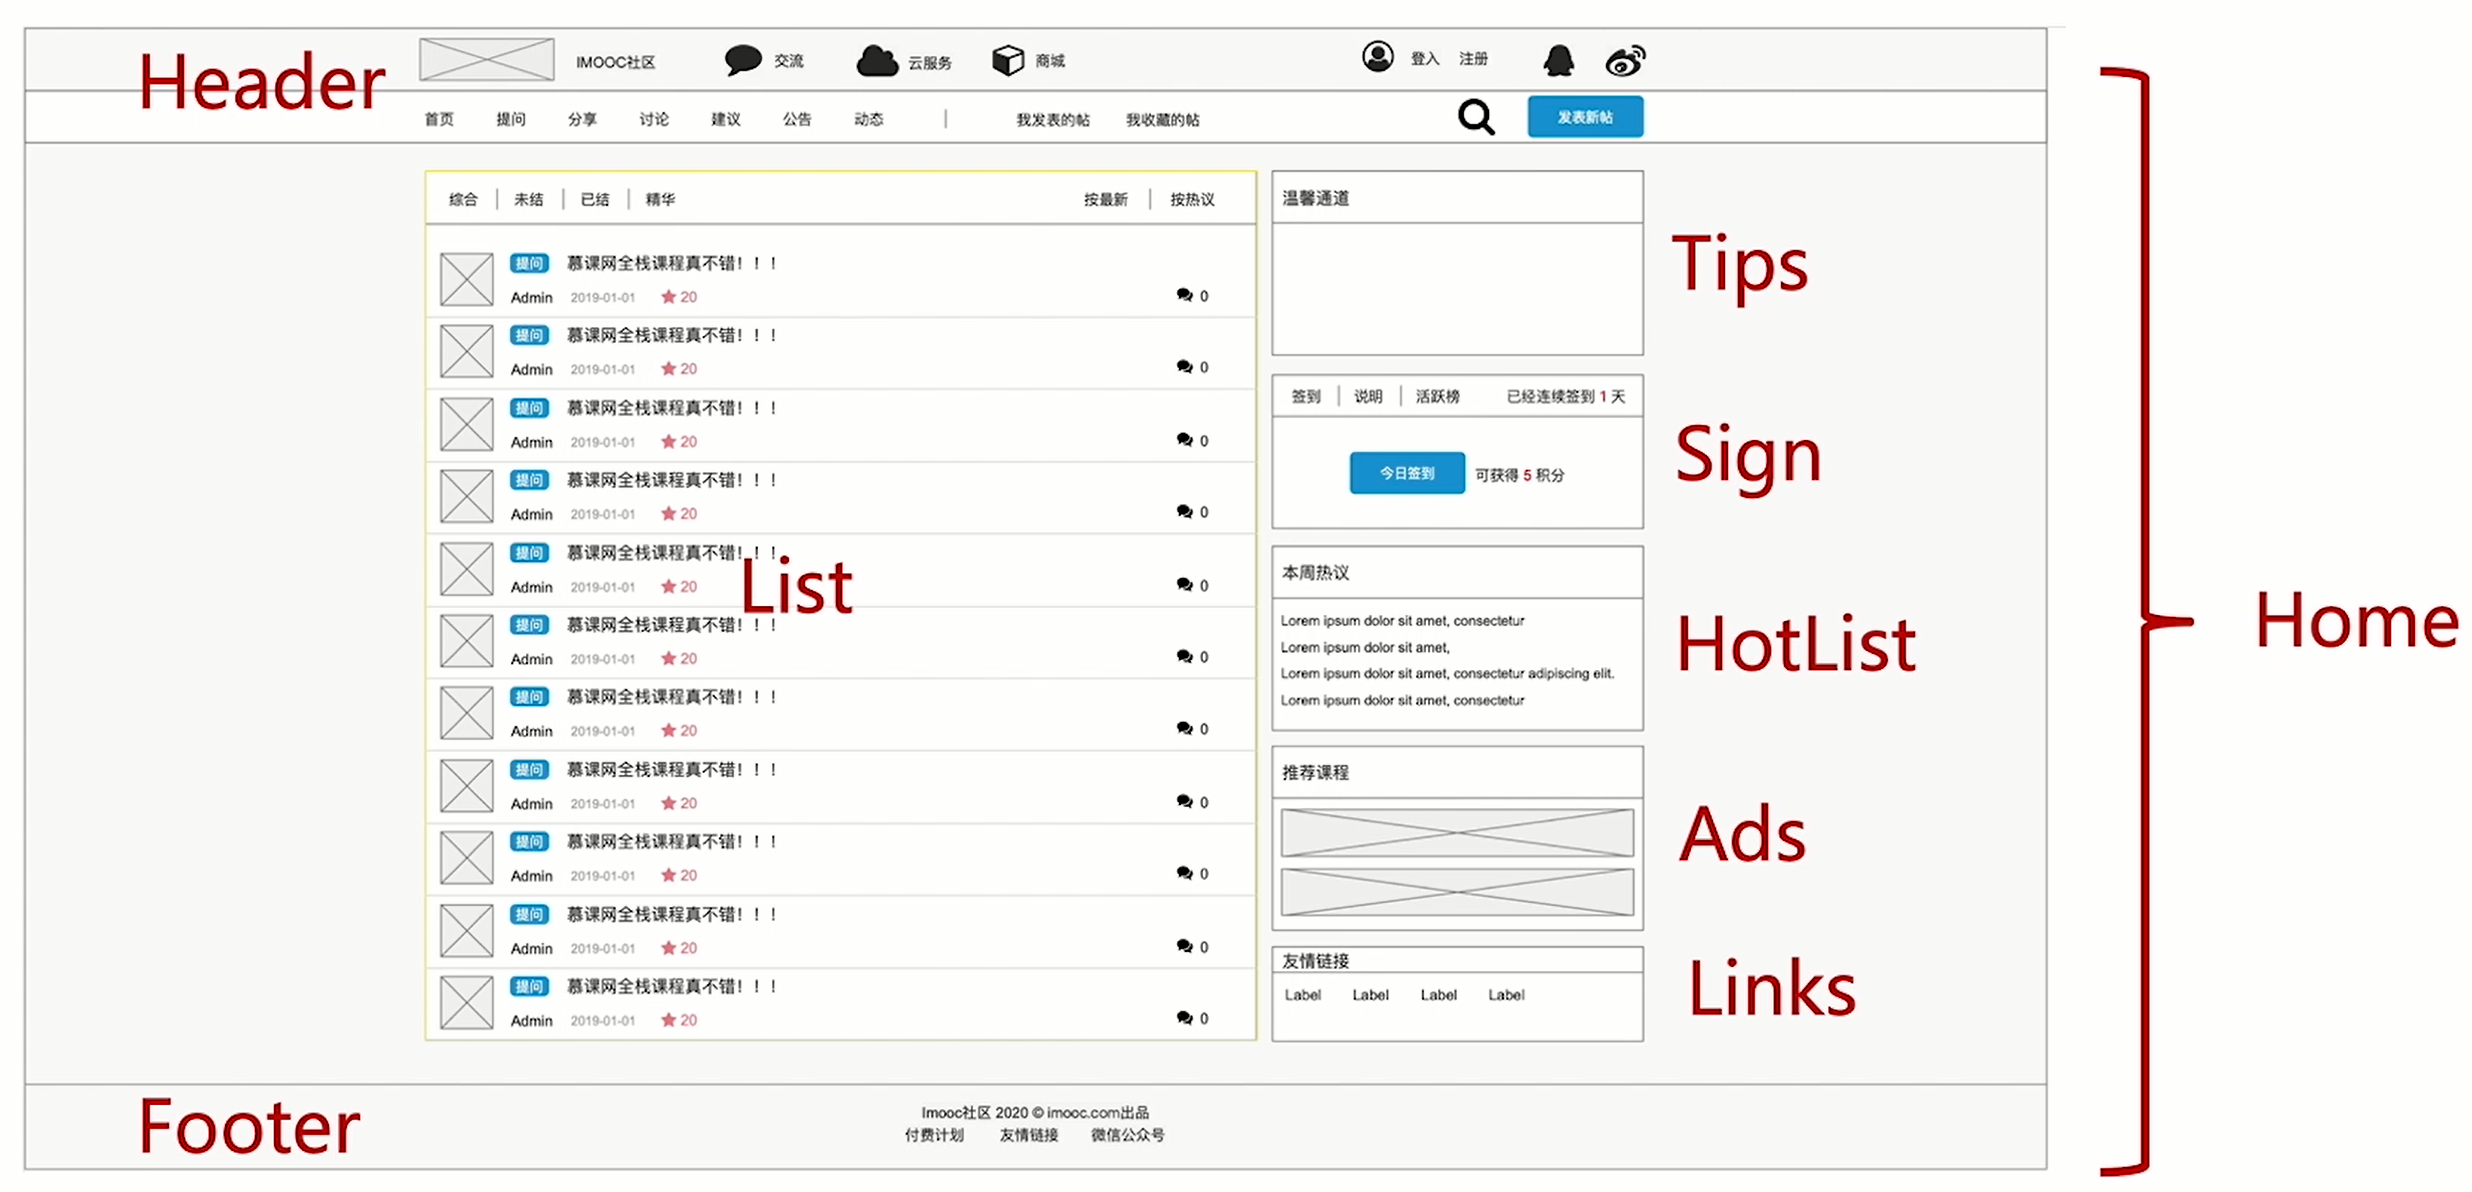 Header
IMOOC社区 交流 云服务 商城 登入 注册
首页 提问 分享 讨论 建议 公告 动态 我发表的帖 我收藏的帖 发表新帖
综合 未结 已结 精华 按最新 按热议
提问 慕课网全栈课程真不错！！！
Admin 2019-01-01 20 0
提问 慕课网全栈课程真不错！！！
Admin 2019-01-01 20 0
提问 慕课网全栈课程真不错！！！
Admin 2019-01-01 20 0
提问 慕课网全栈课程真不错！！！
Admin 2019-01-01 20 0
提问 慕课网全栈课程真不错！！！
Admin 2019-01-01 20 0
List
提问 慕课网全栈课程真不错！！！
Admin 2019-01-01 20 0
提问 慕课网全栈课程真不错！！！
Admin 2019-01-01 20 0
提问 慕课网全栈课程真不错！！！
Admin 2019-01-01 20 0
提问 慕课网全栈课程真不错！！！
Admin 2019-01-01 20 0
提问 慕课网全栈课程真不错！！！
Admin 2019-01-01 20 0
提问 慕课网全栈课程真不错！！！
Admin 2019-01-01 20 0
温馨通道
Tips
签到 说明 活跃榜 已经连续签到 1 天
今日签到 可获得 5 积分
Sign
本周热议
Lorem ipsum dolor sit amet, consectetur
Lorem ipsum dolor sit amet,
Lorem ipsum dolor sit amet, consectetur adipiscing elit.
Lorem ipsum dolor sit amet, consectetur
HotList
推荐课程
Ads
友情链接
Label Label Label Label
Links
Home
Footer
Imooc社区 2020 © imooc.com出品
付费计划 友情链接 微信公众号